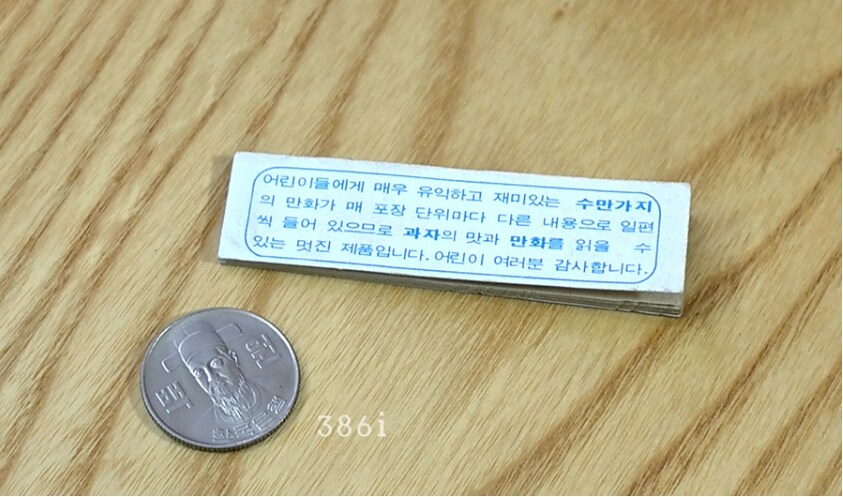 어린이들에게 매우 유익하고 재미있는 수만가지
의 만화가 매 포장 단위마다 다른 내용으로 일편
씩 들어 있으므로 과자의 맛과 만화를 읽을 수
있는 멋진 제품입니다. 어린이 여러분 감사합니다.
백원
한국은행
386i